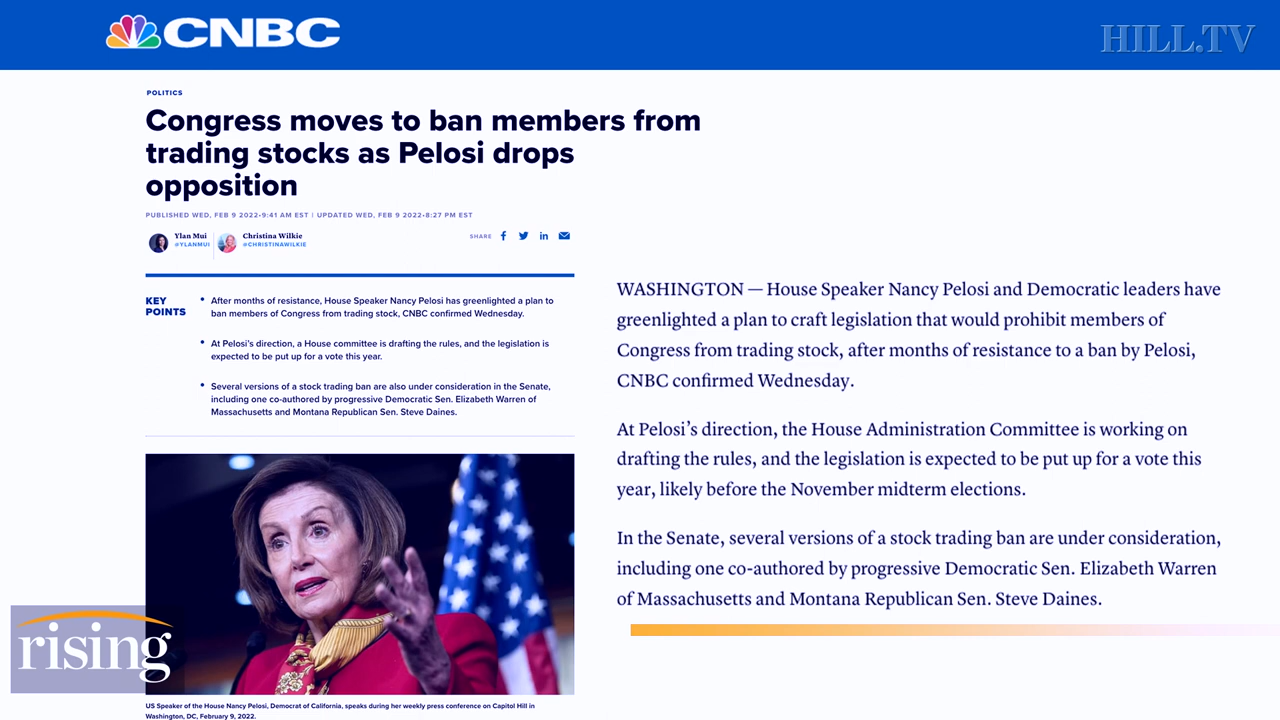 CNBC
HILL.TV
POLITICS
Congress moves to ban members from
trading stocks as Pelosi drops
opposition
PUBLISHED WED, FEB 9 2022•9:41 AM EST | UPDATED WED, FEB 9 2022•8:27 PM EST
Ylan Mui
@YLANMUI
Christina Wilkie
@CHRISTINAWILKIE
SHARE
KEY
POINTS
• After months of resistance, House Speaker Nancy Pelosi has greenlighted a plan to
ban members of Congress from trading stock, CNBC confirmed Wednesday.
• At Pelosi's direction, a House committee is drafting the rules, and the legislation is
expected to be put up for a vote this year.
• Several versions of a stock trading ban are also under consideration in the Senate,
including one co-authored by progressive Democratic Sen. Elizabeth Warren of
Massachusetts and Montana Republican Sen. Steve Daines.
US Speaker of the House Nancy Pelosi, Democrat of California, speaks during her weekly press conference on Capitol Hill in
Washington, DC, February 9, 2022.
WASHINGTON — House Speaker Nancy Pelosi and Democratic leaders have
greenlighted a plan to craft legislation that would prohibit members of
Congress from trading stock, after months of resistance to a ban by Pelosi,
CNBC confirmed Wednesday.
At Pelosi's direction, the House Administration Committee is working on
drafting the rules, and the legislation is expected to be put up for a vote this
year, likely before the November midterm elections.
In the Senate, several versions of a stock trading ban are under consideration,
including one co-authored by progressive Democratic Sen. Elizabeth Warren
of Massachusetts and Montana Republican Sen. Steve Daines.
rising